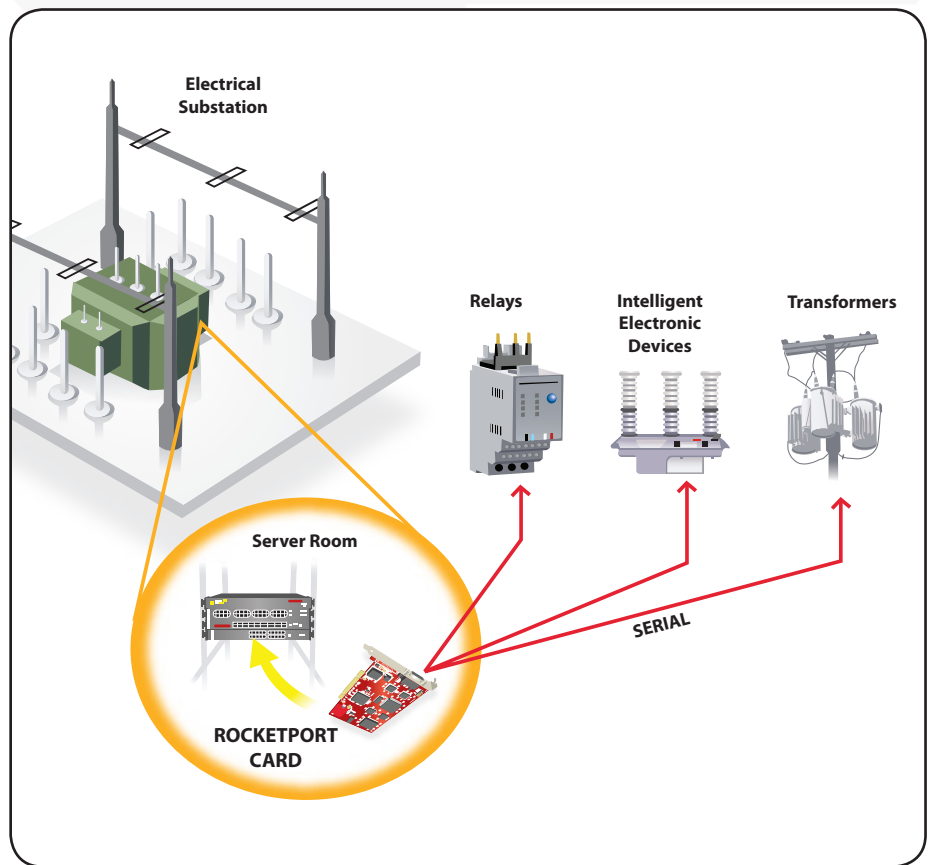 Electrical
Substation
Relays
Intelligent
Electronic
Devices
Transformers
Server Room
SERIAL
ROCKETPORT
CARD